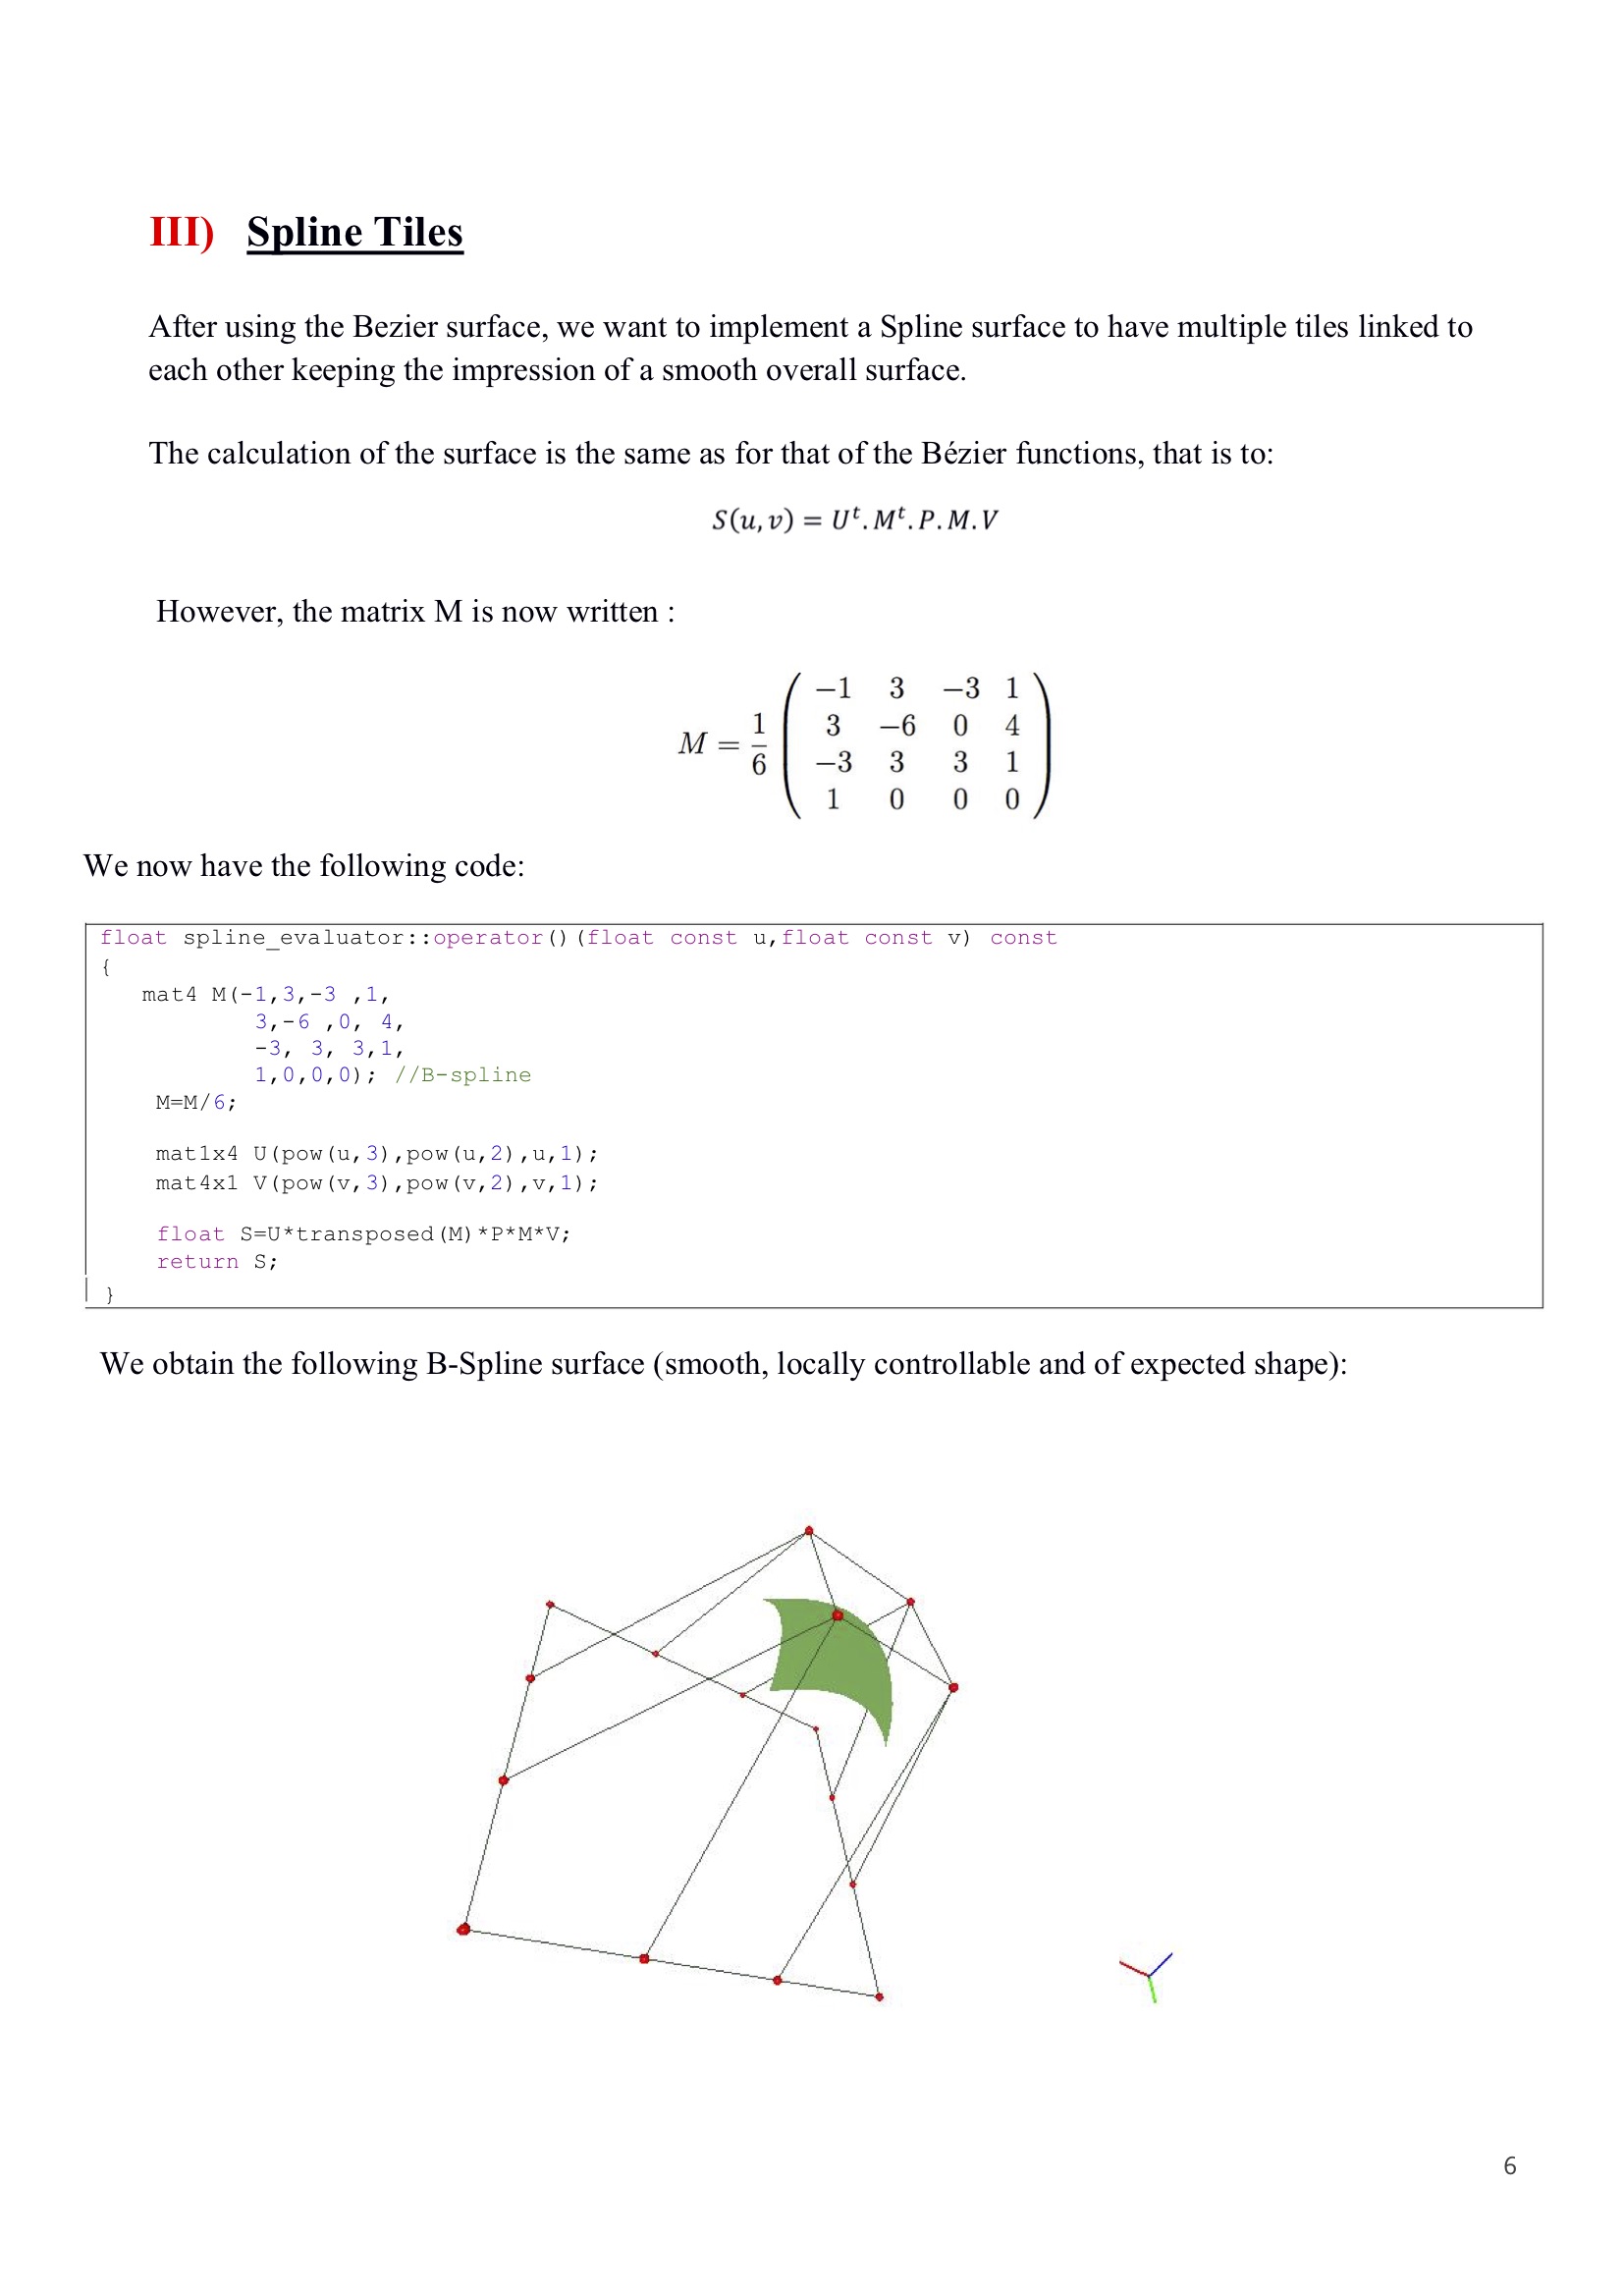 III) Spline Tiles
After using the Bezier surface, we want to implement a Spline surface to have multiple tiles linked to
each other keeping the impression of a smooth overall surface.
The calculation of the surface is the same as for that of the Bézier functions, that is to:
S(u, v) = Uᵗ. Mᵗ. P. M. V
However, the matrix M is now written :
M = 1/6 ( −1 3 −3 1
3 −6 0 4
−3 3 3 1
1 0 0 0 )
We now have the following code:
float spline_evaluator::operator()(float const u,float const v) const
{
mat4 M(-1,3,-3 ,1,
3,-6 ,0, 4,
-3, 3, 3,1,
1,0,0,0); //B-spline
M=M/6;
mat1x4 U(pow(u,3),pow(u,2),u,1);
mat4x1 V(pow(v,3),pow(v,2),v,1);
float S=U*transposed(M)*P*M*V;
return S;
}
We obtain the following B-Spline surface (smooth, locally controllable and of expected shape):
6